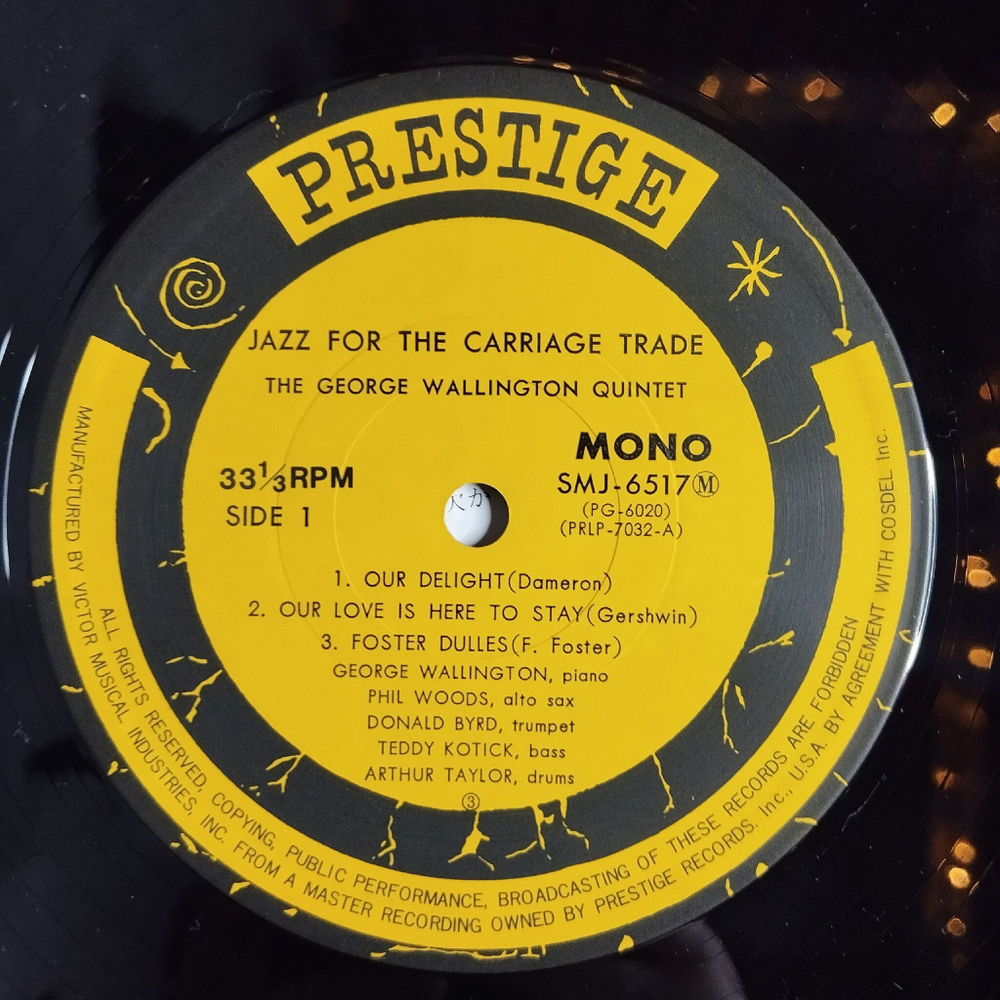 PRESTIGE
JAZZ FOR THE CARRIAGE TRADE
THE GEORGE WALLINGTON QUINTET
MONO
33⅓RPM
SMJ-6517Ⓜ
SIDE 1
(PG-6020)
(PRLP-7032-A)
1. OUR DELIGHT(Dameron)
2. OUR LOVE IS HERE TO STAY(Gershwin)
3. FOSTER DULLES(F. Foster)
GEORGE WALLINGTON, piano
PHIL WOODS, alto sax
DONALD BYRD, trumpet
TEDDY KOTICK, bass
ARTHUR TAYLOR, drums
③
ALL RIGHTS RESERVED, COPYING, PUBLIC PERFORMANCE, BROADCASTING OF THESE RECORDS ARE FORBIDDEN
MANUFACTURED BY VICTOR MUSICAL INDUSTRIES, INC. FROM A MASTER RECORDING OWNED BY PRESTIGE RECORDS. Inc., U.S.A. BY AGREEMENT WITH COSDEL Inc.